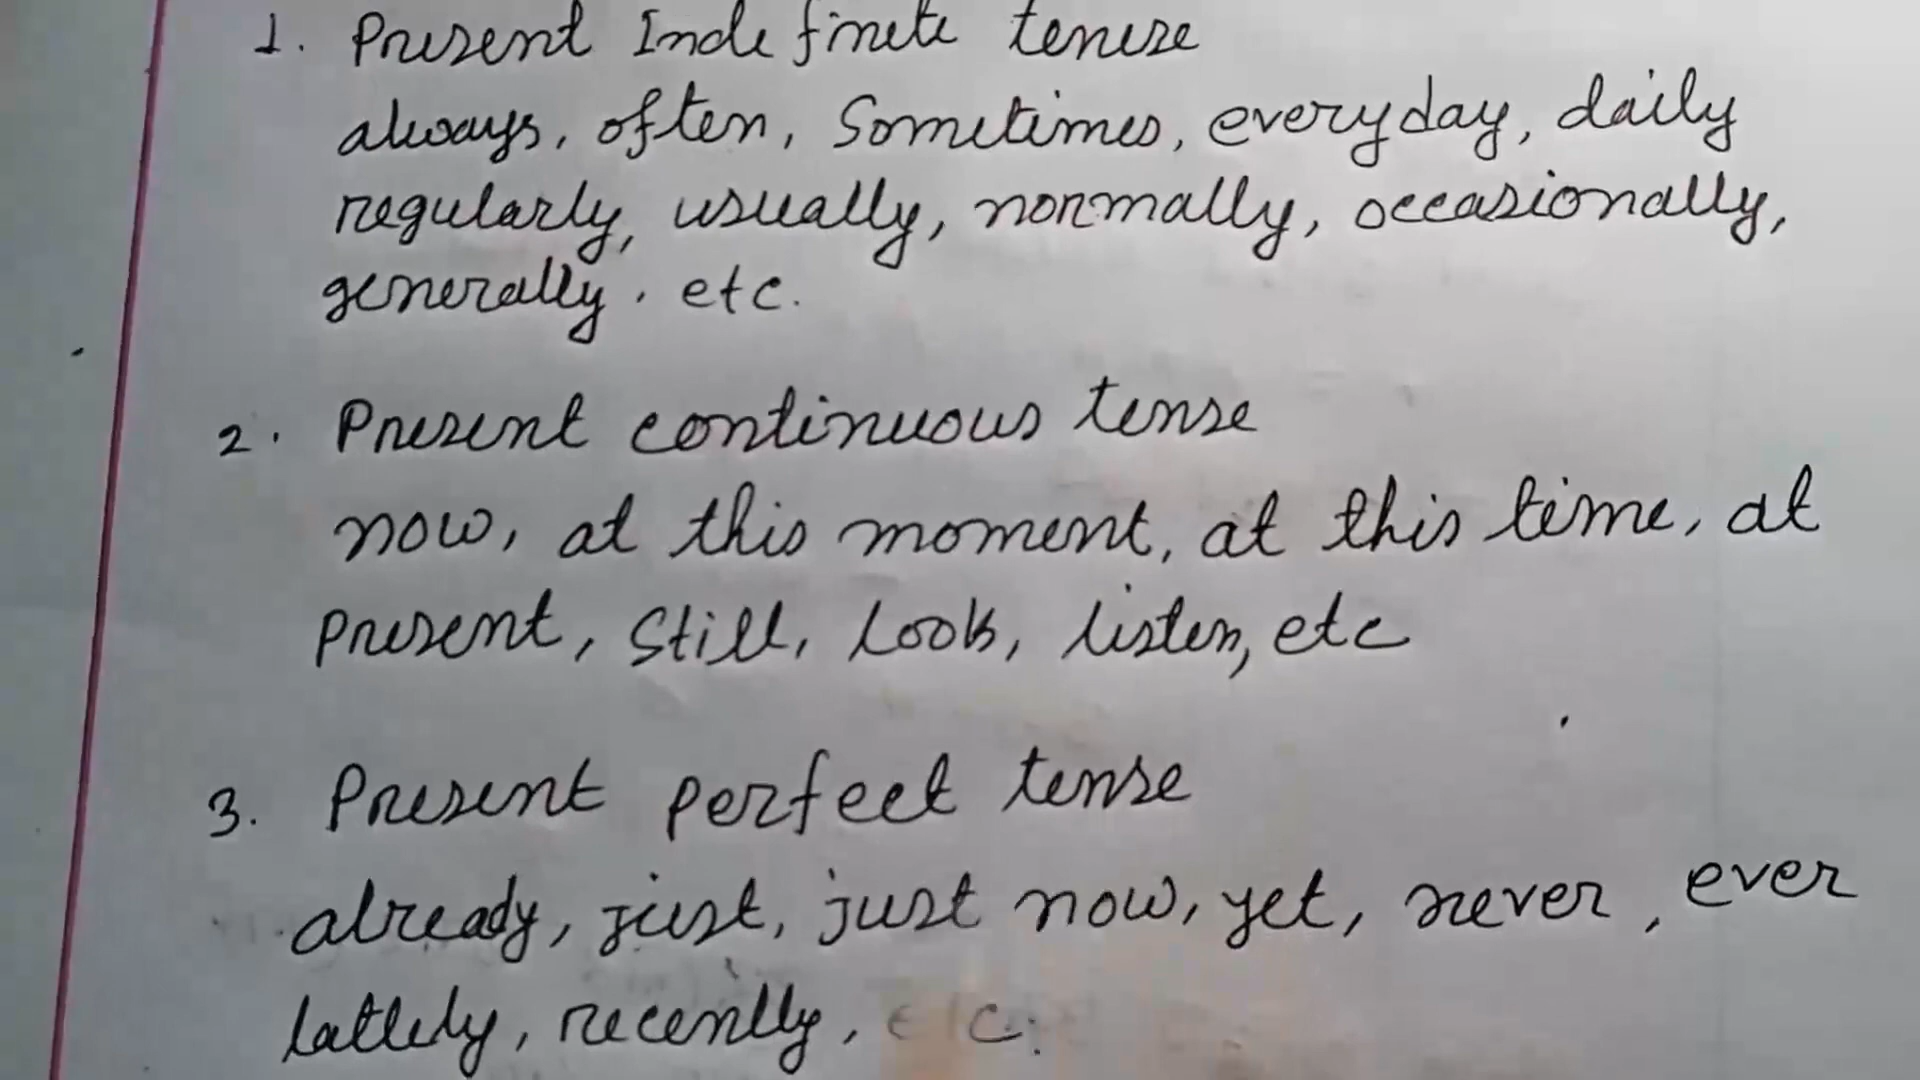 1. Present Indefinite tense
always, often, Sometimes, everyday, daily
regularly, usually, normally, occasionally,
generally, etc.
2. Present continuous tense
now, at this moment, at this time, at
present, Still, Look, listen, etc
3. Present perfect tense
already, just, just now, yet, never, ever
latlely, recently, etc.